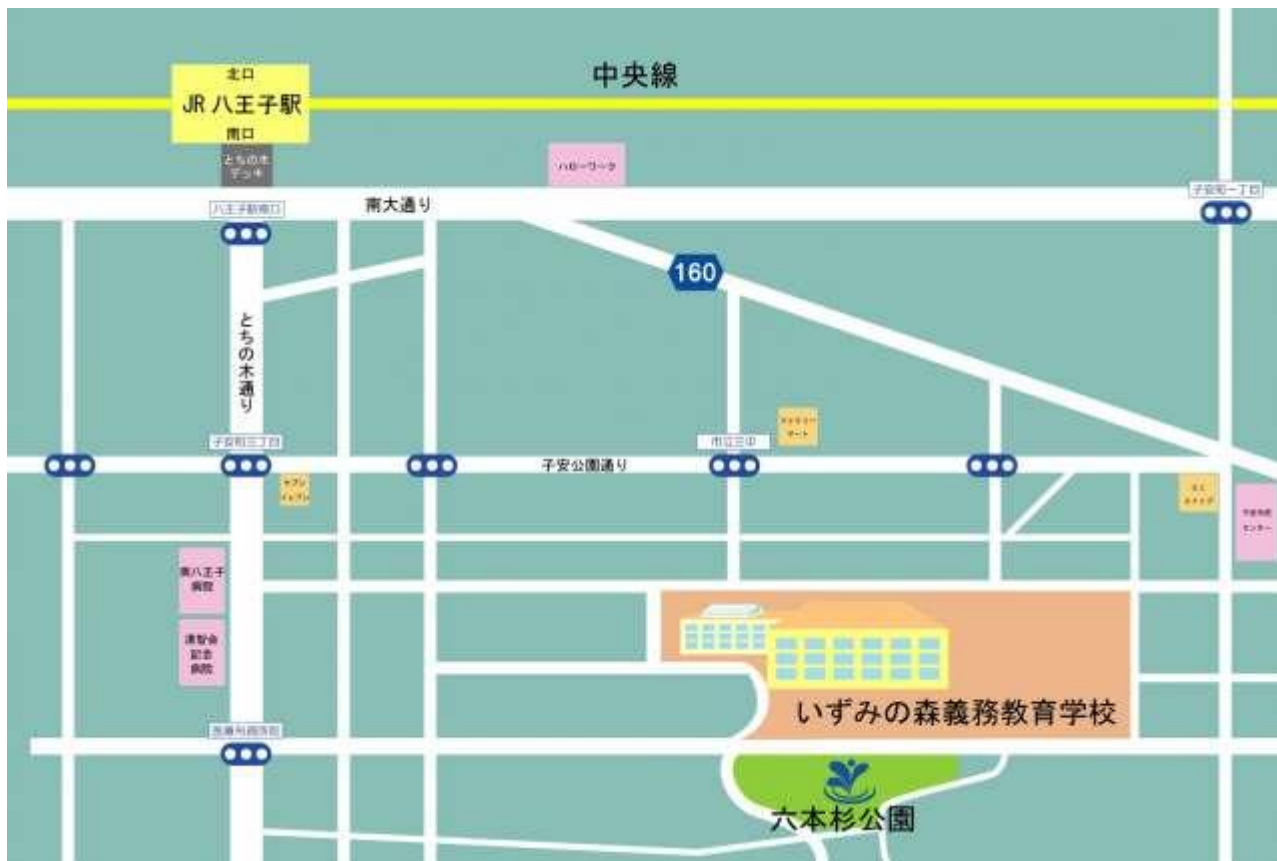 北口
JR 八王子駅
南口
中央線
とちの木
デッキ
ハローワーク
八王子駅南口
南大通り
子安町一丁目
160
とちの木通り
子安町三丁目
市立三中
子安公園通り
セブン
イレブン
南八王子
病院
清智会
記念
病院
センター
いずみの森義務教育学校
六本杉公園